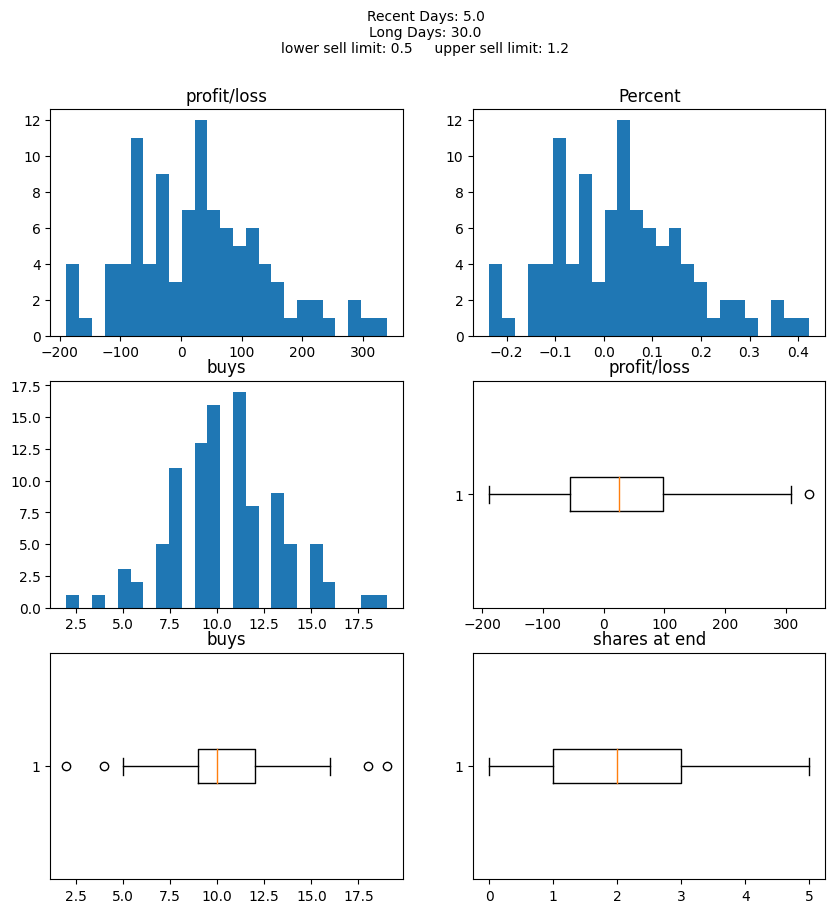 Recent Days: 5.0
Long Days: 30.0
lower sell limit: 0.5     upper sell limit: 1.2
profit/loss
12
10
8
6
4
2
0
−200 −100 0 100 200 300
Percent
12
10
8
6
4
2
0
−0.2 −0.1 0.0 0.1 0.2 0.3 0.4
buys
17.5
15.0
12.5
10.0
7.5
5.0
2.5
0.0
2.5 5.0 7.5 10.0 12.5 15.0 17.5
profit/loss
1
−200 −100 0 100 200 300
buys
1
2.5 5.0 7.5 10.0 12.5 15.0 17.5
shares at end
1
0 1 2 3 4 5